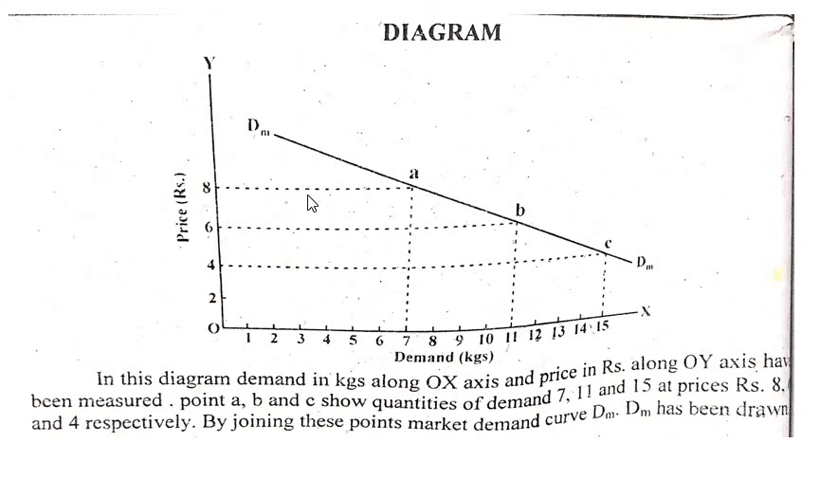 DIAGRAM
Y
Dm
a
8
b
6
c
4
Dm
2
O
X
1 2 3 4 5 6 7 8 9 10 11 12 13 14 15
Price (Rs.)
Demand (kgs)
In this diagram demand in kgs along OX axis and price in Rs. along OY axis hav
been measured . point a, b and c show quantities of demand 7, 11 and 15 at prices Rs. 8,
and 4 respectively. By joining these points market demand curve Dm. Dm has been drawn